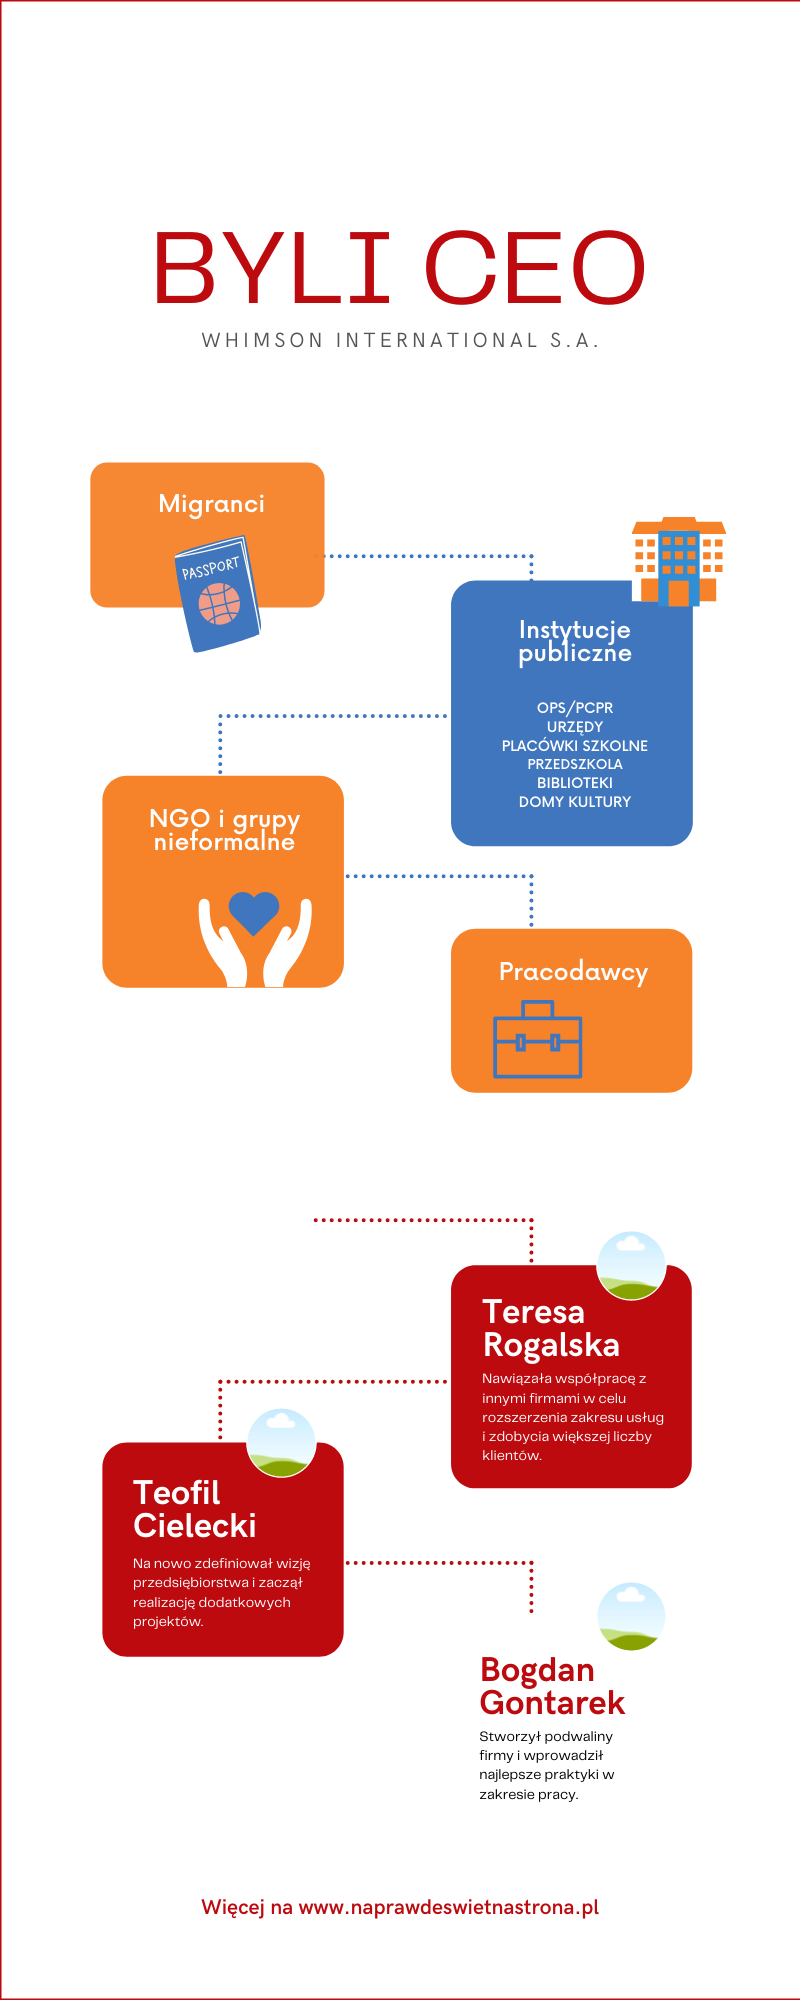 BYLI CEO
WHIMSON INTERNATIONAL S.A.
Migranci
PASSPORT
Instytucje
publiczne
OPS/PCPR
URZĘDY
PLACÓWKI SZKOLNE
PRZEDSZKOLA
BIBLIOTEKI
DOMY KULTURY
NGO i grupy
nieformalne
Pracodawcy
Teresa
Rogalska
Nawiązała współpracę z
innymi firmami w celu
rozszerzenia zakresu usług
i zdobycia większej liczby
klientów.
Teofil
Cielecki
Na nowo zdefiniował wizję
przedsiębiorstwa i zaczął
realizację dodatkowych
projektów.
Bogdan
Gontarek
Stworzył podwaliny
firmy i wprowadził
najlepsze praktyki w
zakresie pracy.
Więcej na www.naprawdeswietnastrona.pl